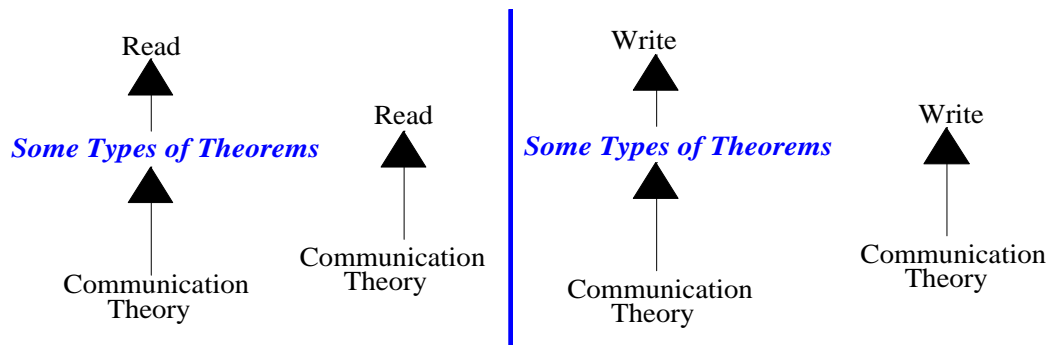 Read
Some Types of Theorems
Communication
Theory
Read
Communication
Theory
Write
Some Types of Theorems
Communication
Theory
Write
Communication
Theory